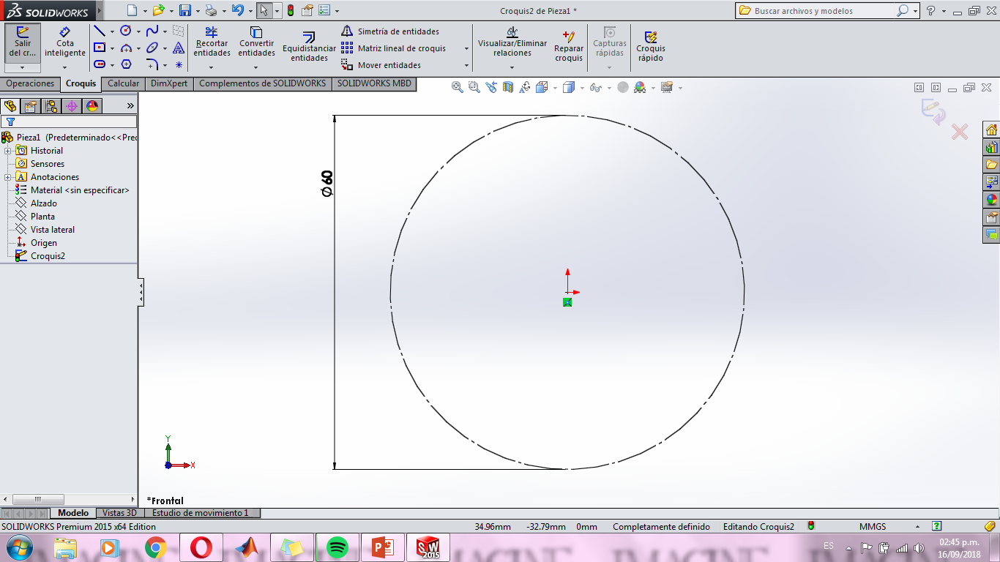 SOLIDWORKS
Croquis2 de Pieza1 *
Buscar archivos y modelos
Salir del cr...
Cota inteligente
Recortar entidades
Convertir entidades
Equidistanciar entidades
Simetría de entidades
Matriz lineal de croquis
Mover entidades
Visualizar/Eliminar relaciones
Reparar croquis
Capturas rápidas
Croquis rápido
Operaciones
Croquis
Calcular
DimXpert
Complementos de SOLIDWORKS
SOLIDWORKS MBD
Pieza1 (Predeterminado<<Pred
Historial
Sensores
Anotaciones
Material <sin especificar>
Alzado
Planta
Vista lateral
Origen
Croquis2
∅60
Y
X
*Frontal
Modelo
Vistas 3D
Estudio de movimiento 1
SOLIDWORKS Premium 2015 x64 Edition
34.96mm
-32.79mm
0mm
Completamente definido
Editando Croquis2
MMGS
ES
02:45 p.m.
16/09/2018